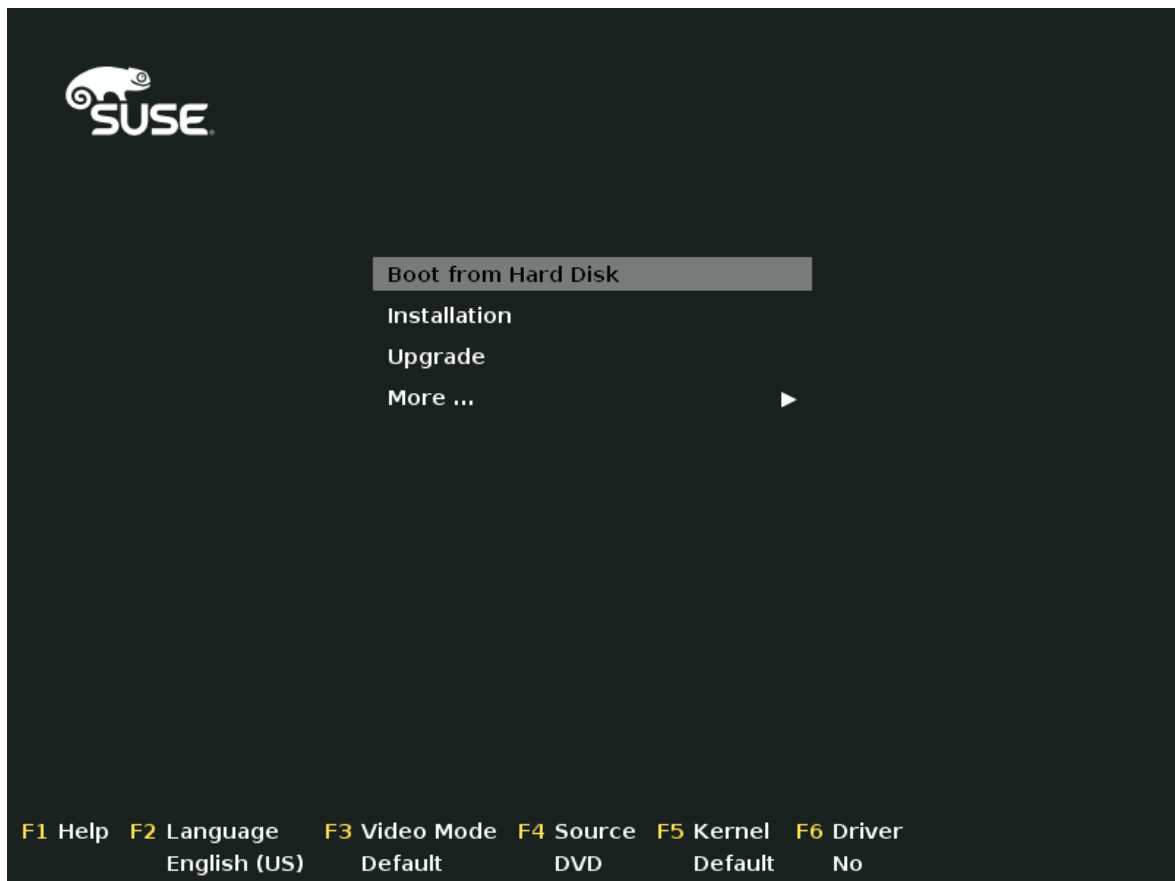 SUSE
Boot from Hard Disk
Installation
Upgrade
More ...
F1 Help F2 Language F3 Video Mode F4 Source F5 Kernel F6 Driver
English (US) Default DVD Default No